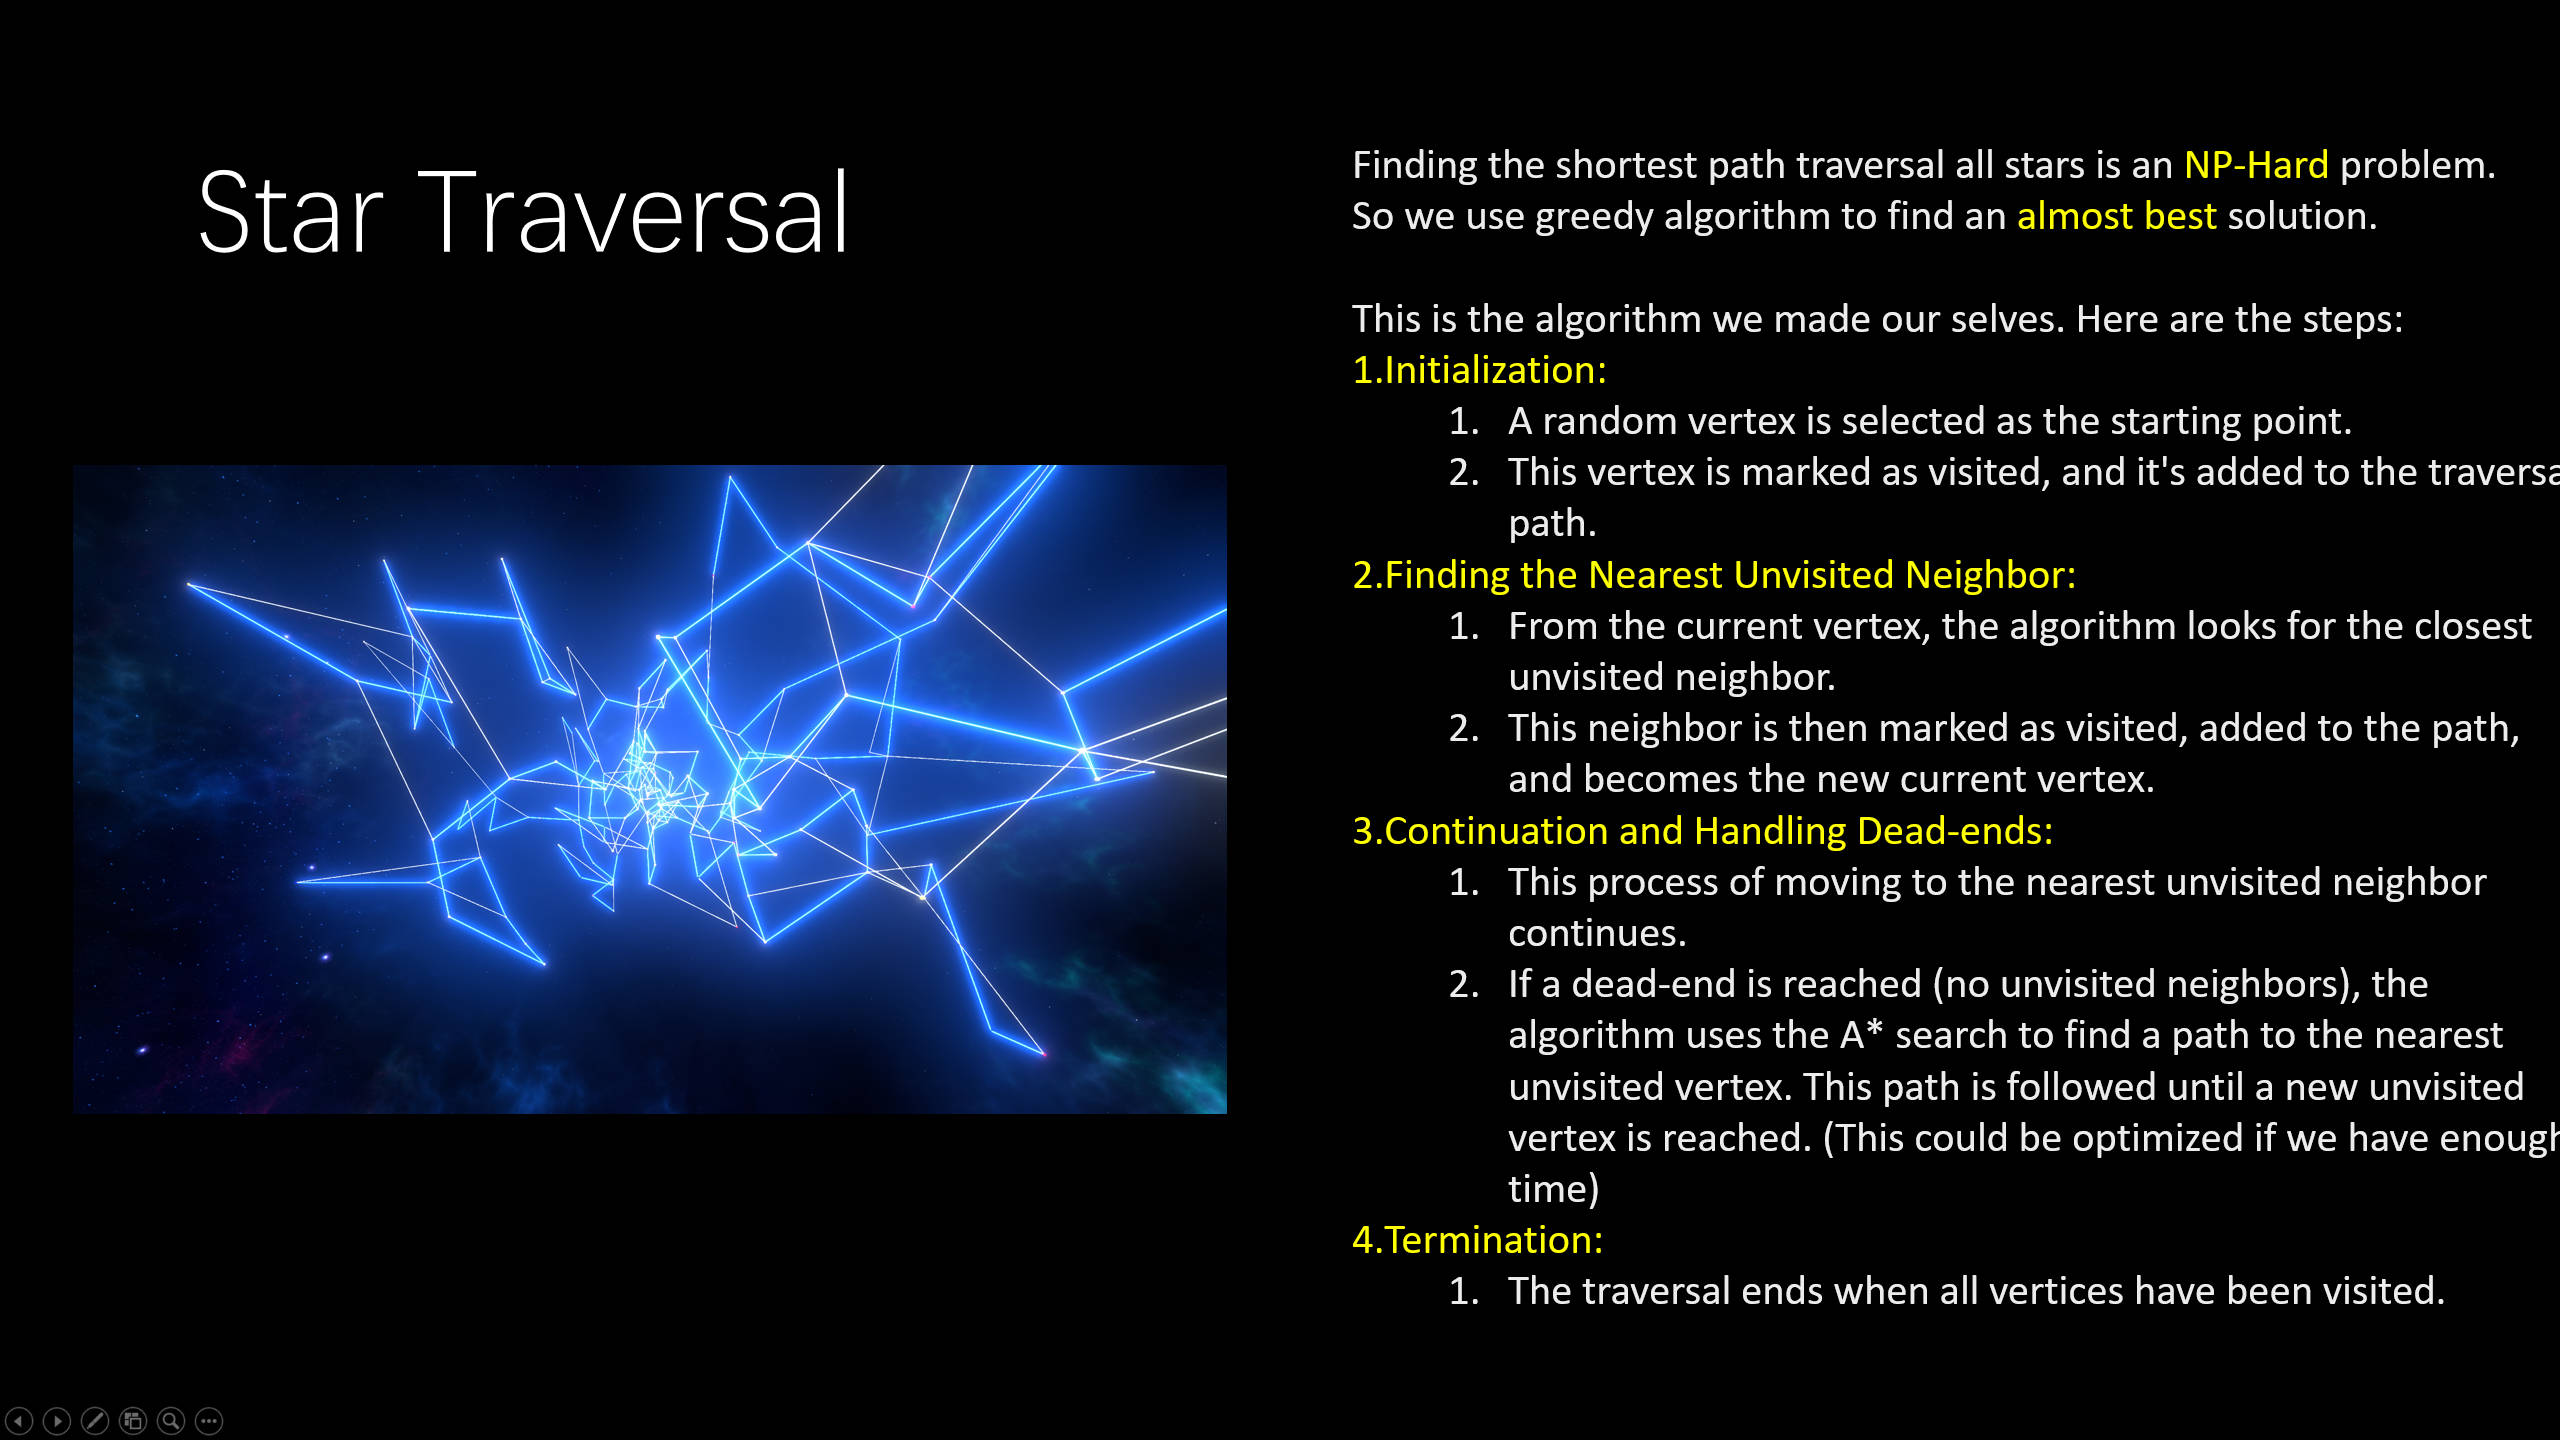 Star Traversal
Finding the shortest path traversal all stars is an NP-Hard problem.
So we use greedy algorithm to find an almost best solution.
This is the algorithm we made our selves. Here are the steps:
1.Initialization:
1. A random vertex is selected as the starting point.
2. This vertex is marked as visited, and it's added to the traversa
path.
2.Finding the Nearest Unvisited Neighbor:
1. From the current vertex, the algorithm looks for the closest
unvisited neighbor.
2. This neighbor is then marked as visited, added to the path,
and becomes the new current vertex.
3.Continuation and Handling Dead-ends:
1. This process of moving to the nearest unvisited neighbor
continues.
2. If a dead-end is reached (no unvisited neighbors), the
algorithm uses the A* search to find a path to the nearest
unvisited vertex. This path is followed until a new unvisited
vertex is reached. (This could be optimized if we have enough
time)
4.Termination:
1. The traversal ends when all vertices have been visited.